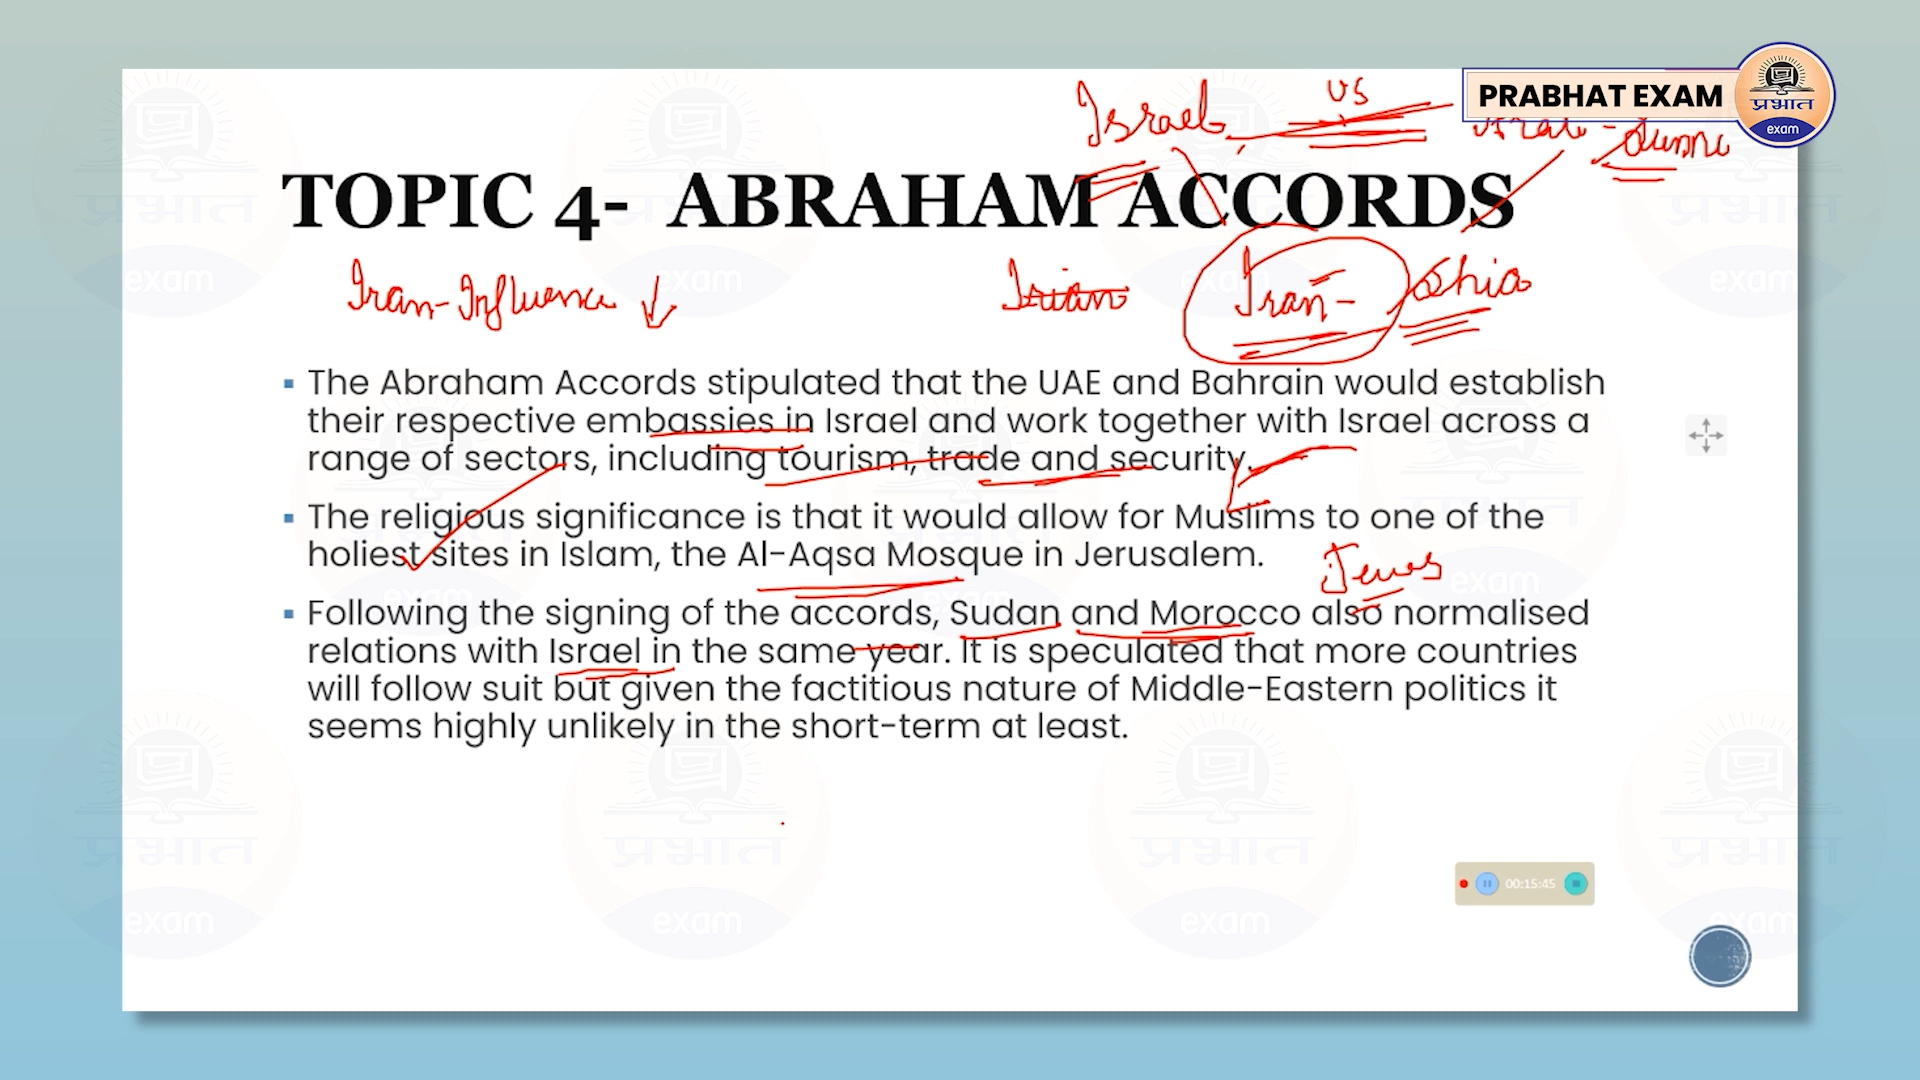 PRABHAT EXAM
प्रभात
exam
US
Israel
TOPIC 4- ABRAHAM ACCORDS
Iran-Influence ↓
Iran - Shia
The Abraham Accords stipulated that the UAE and Bahrain would establish
their respective embassies in Israel and work together with Israel across a
range of sectors, including tourism, trade and security.
The religious significance is that it would allow for Muslims to one of the
holiest sites in Islam, the Al-Aqsa Mosque in Jerusalem.
Following the signing of the accords, Sudan and Morocco also normalised
relations with Israel in the same year. It is speculated that more countries
will follow suit but given the factitious nature of Middle-Eastern politics it
seems highly unlikely in the short-term at least.
00:15:45